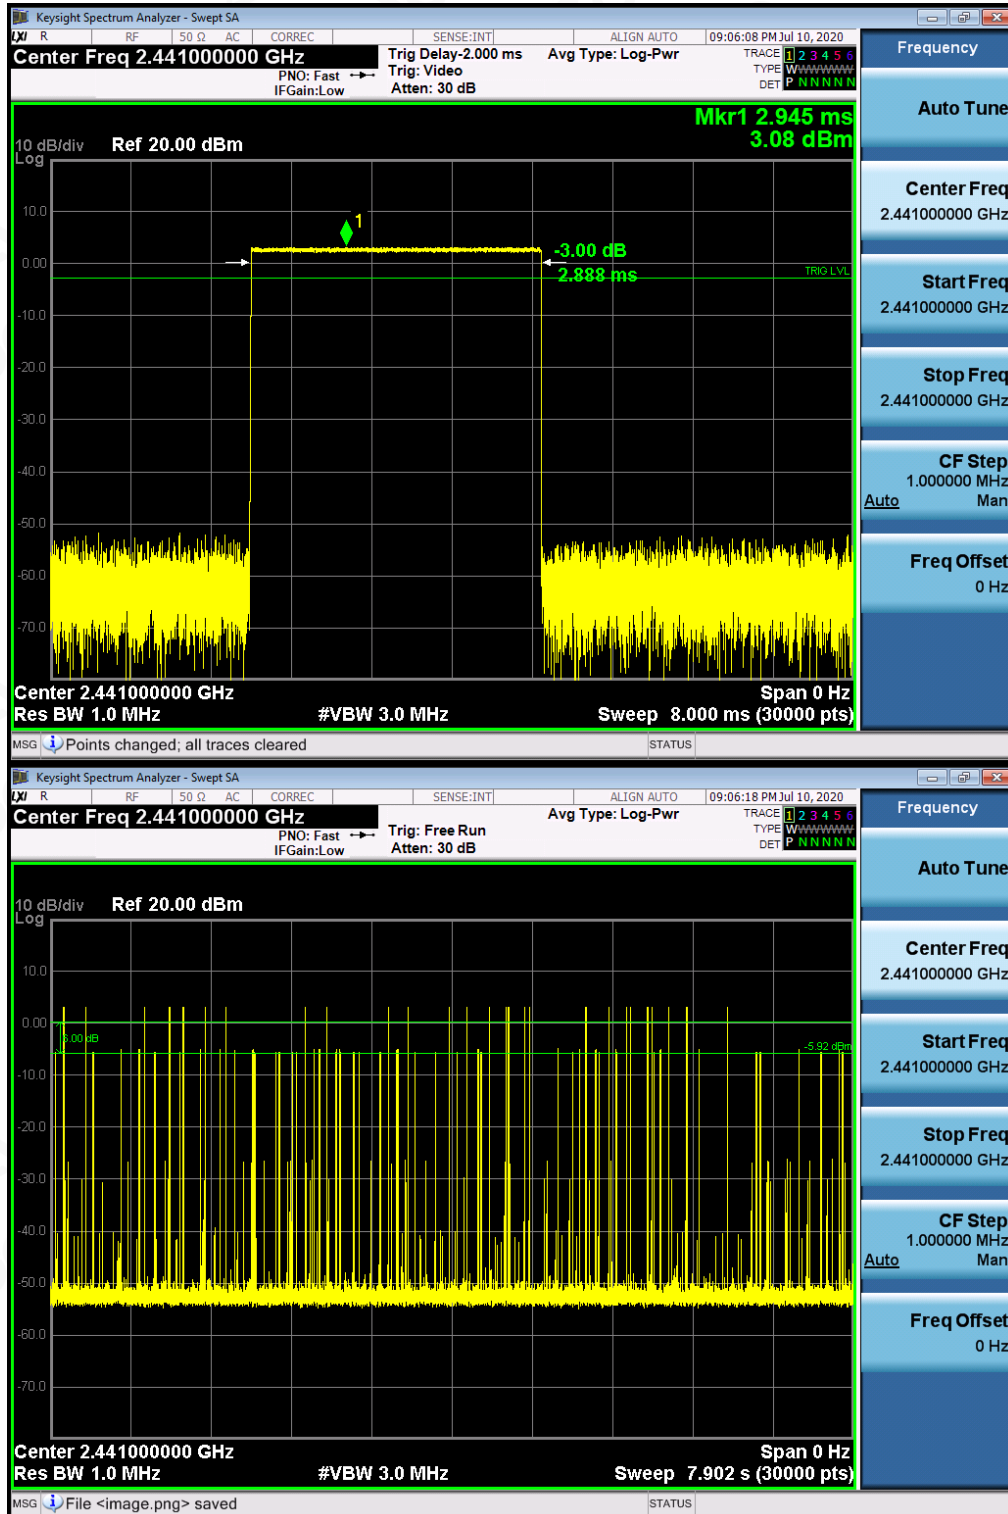 Keysight Spectrum Analyzer - Swept SA
LXI R RF 50 Ω AC CORREC SENSE:INT ALIGN AUTO 09:06:08 PM Jul 10, 2020
Center Freq 2.441000000 GHz Trig Delay-2.000 ms Avg Type: Log-Pwr TRACE 1 2 3 4 5 6
PNO: Fast Trig: Video TYPE WWWWWW
IFGain:Low Atten: 30 dB DET P N N N N N
Mkr1 2.945 ms
3.08 dBm
10 dB/div Ref 20.00 dBm
Log
10.0
1
-3.00 dB
0.00
2.888 ms
TRIG LVL
-10.0
-20.0
-30.0
-40.0
-50.0
-60.0
-70.0
Center 2.441000000 GHz Span 0 Hz
Res BW 1.0 MHz #VBW 3.0 MHz Sweep 8.000 ms (30000 pts)
MSG Points changed; all traces cleared STATUS
Frequency
Auto Tune
Center Freq
2.441000000 GHz
Start Freq
2.441000000 GHz
Stop Freq
2.441000000 GHz
CF Step
1.000000 MHz
Auto Man
Freq Offset
0 Hz
Keysight Spectrum Analyzer - Swept SA
LXI R RF 50 Ω AC CORREC SENSE:INT ALIGN AUTO 09:06:18 PM Jul 10, 2020
Center Freq 2.441000000 GHz Avg Type: Log-Pwr TRACE 1 2 3 4 5 6
PNO: Fast Trig: Free Run TYPE WWWWWW
IFGain:Low Atten: 30 dB DET P N N N N N
10 dB/div Ref 20.00 dBm
Log
10.0
0.00
6.00 dB
-5.92 dBm
-10.0
-20.0
-30.0
-40.0
-50.0
-60.0
-70.0
Center 2.441000000 GHz Span 0 Hz
Res BW 1.0 MHz #VBW 3.0 MHz Sweep 7.902 s (30000 pts)
MSG File <image.png> saved STATUS
Frequency
Auto Tune
Center Freq
2.441000000 GHz
Start Freq
2.441000000 GHz
Stop Freq
2.441000000 GHz
CF Step
1.000000 MHz
Auto Man
Freq Offset
0 Hz